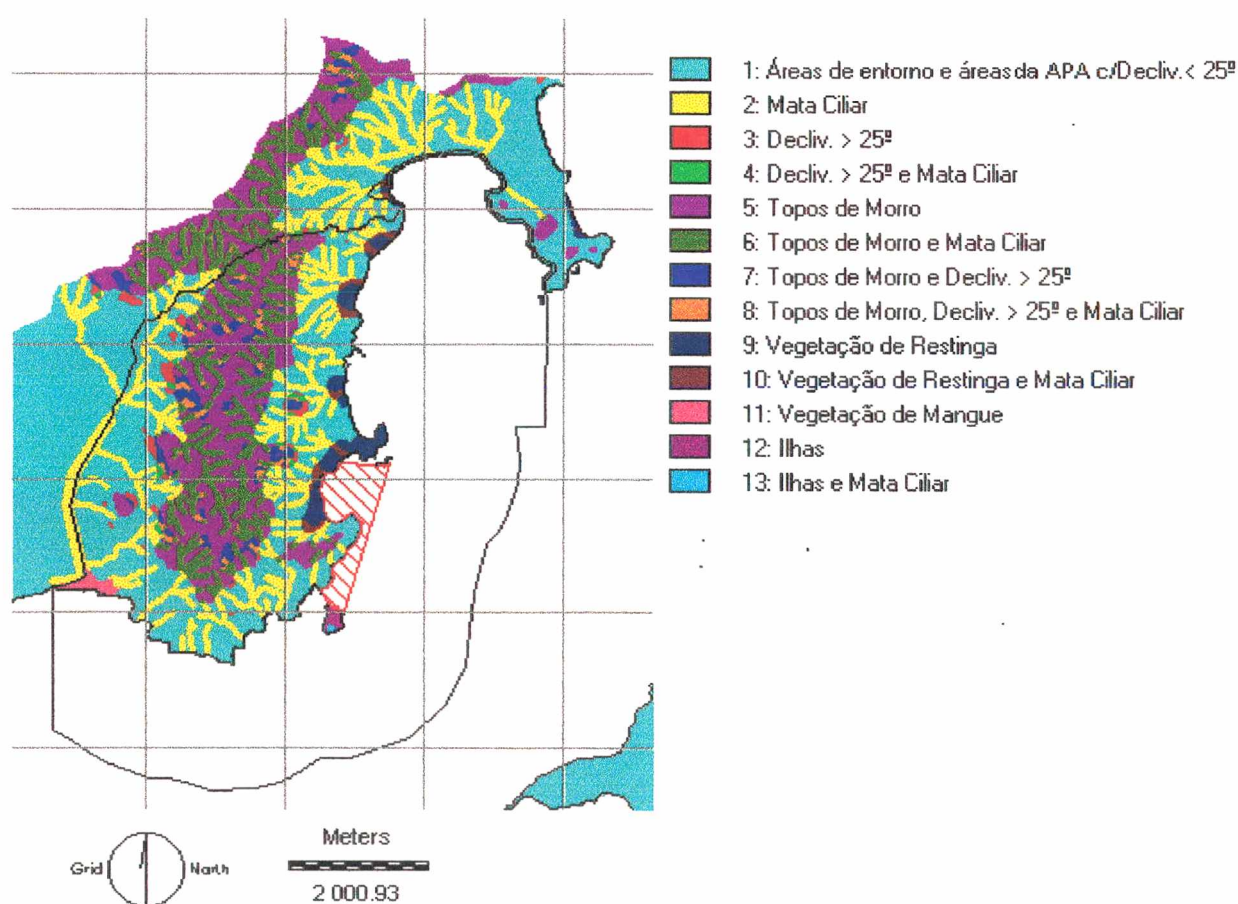 1: Áreas de entorno e áreas da APA c/Decliv. < 25º
2: Mata Ciliar
3: Decliv. > 25º
4: Decliv. > 25º e Mata Ciliar
5: Topos de Morro
6: Topos de Morro e Mata Ciliar
7: Topos de Morro e Decliv. > 25º
8: Topos de Morro, Decliv. > 25º e Mata Ciliar
9: Vegetação de Restinga
10: Vegetação de Restinga e Mata Ciliar
11: Vegetação de Mangue
12: Ilhas
13: Ilhas e Mata Ciliar
Meters
Grid North
2 000.93